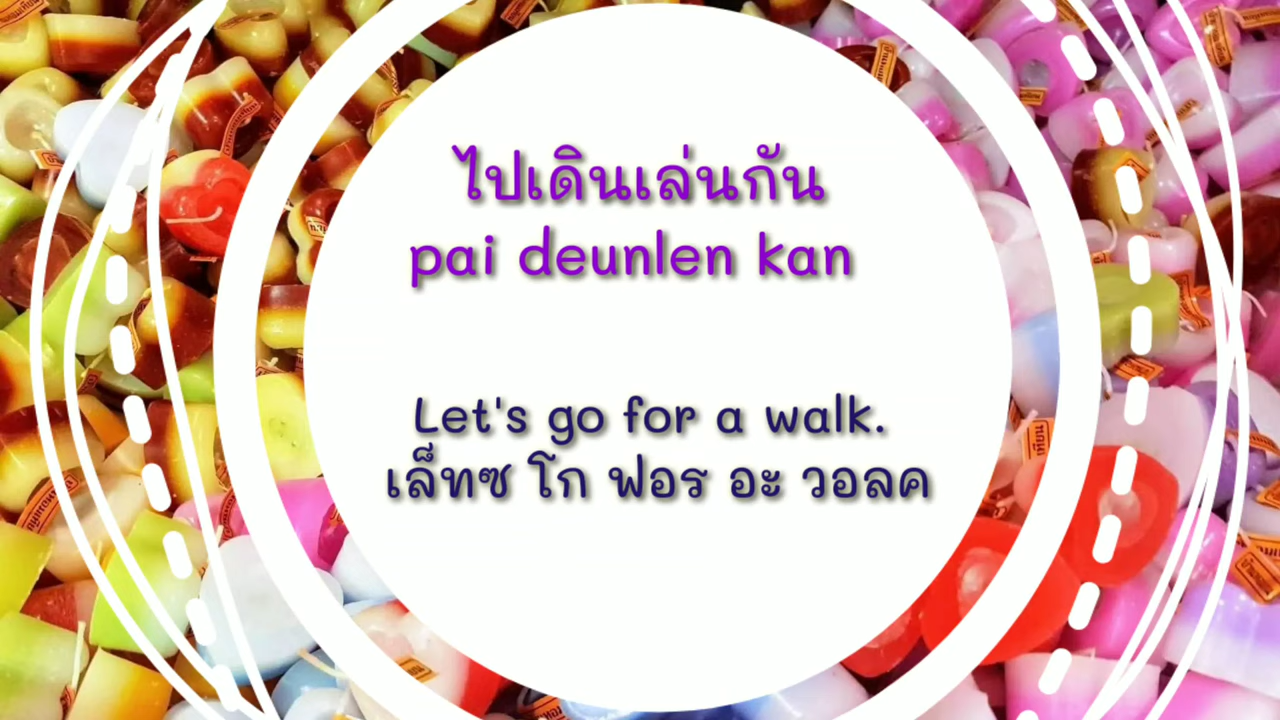 ไปเดินเล่นกัน
pai deunlen kan
Let's go for a walk.
เล็ทซ โก ฟอร อะ วอลค